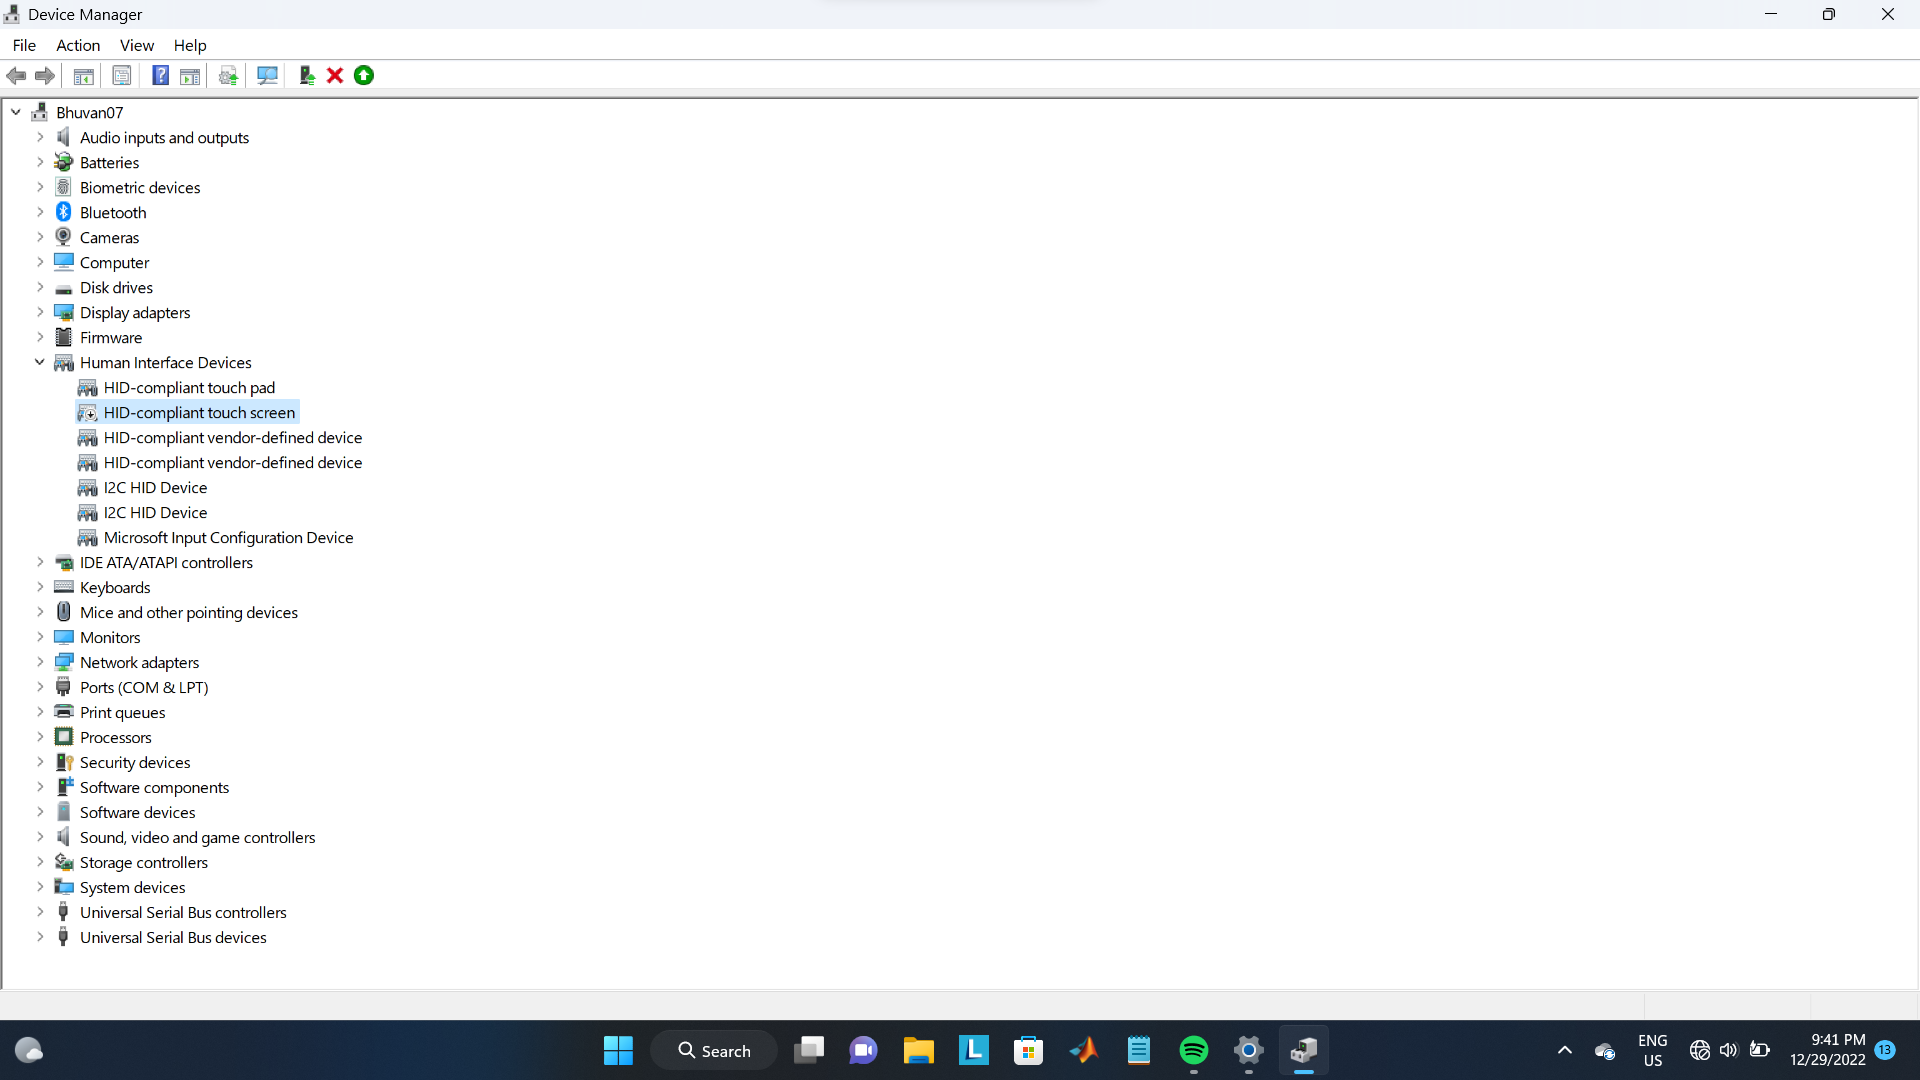 Device Manager
File Action View Help
Bhuvan07
Audio inputs and outputs
Batteries
Biometric devices
Bluetooth
Cameras
Computer
Disk drives
Display adapters
Firmware
Human Interface Devices
HID-compliant touch pad
HID-compliant touch screen
HID-compliant vendor-defined device
HID-compliant vendor-defined device
I2C HID Device
I2C HID Device
Microsoft Input Configuration Device
IDE ATA/ATAPI controllers
Keyboards
Mice and other pointing devices
Monitors
Network adapters
Ports (COM & LPT)
Print queues
Processors
Security devices
Software components
Software devices
Sound, video and game controllers
Storage controllers
System devices
Universal Serial Bus controllers
Universal Serial Bus devices
Search
L
ENG
US
9:41 PM
12/29/2022
13